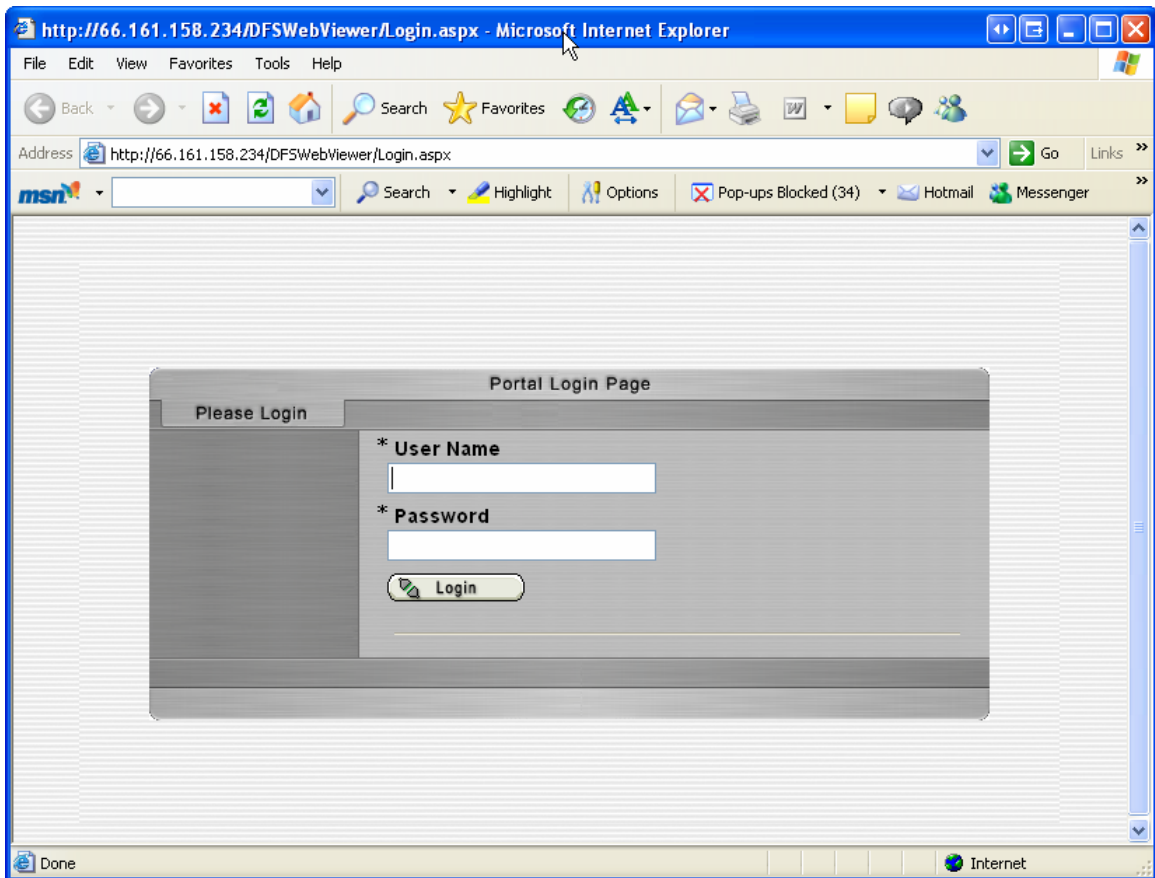 http://66.161.158.234/DFSWebViewer/Login.aspx - Microsoft Internet Explorer
File Edit View Favorites Tools Help
Back Search Favorites
Address http://66.161.158.234/DFSWebViewer/Login.aspx Go Links »
msn Search Highlight Options Pop-ups Blocked (34) Hotmail Messenger »
Portal Login Page
Please Login
* User Name
* Password
Login
Done Internet